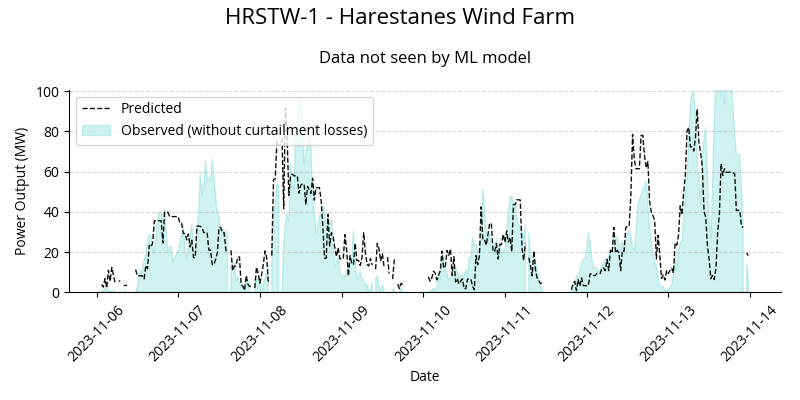 HRSTW-1 - Harestanes Wind Farm
Data not seen by ML model
Power Output (MW)
100
80
60
40
20
0
Predicted
Observed (without curtailment losses)
2023-11-06
2023-11-07
2023-11-08
2023-11-09
2023-11-10
2023-11-11
2023-11-12
2023-11-13
2023-11-14
Date